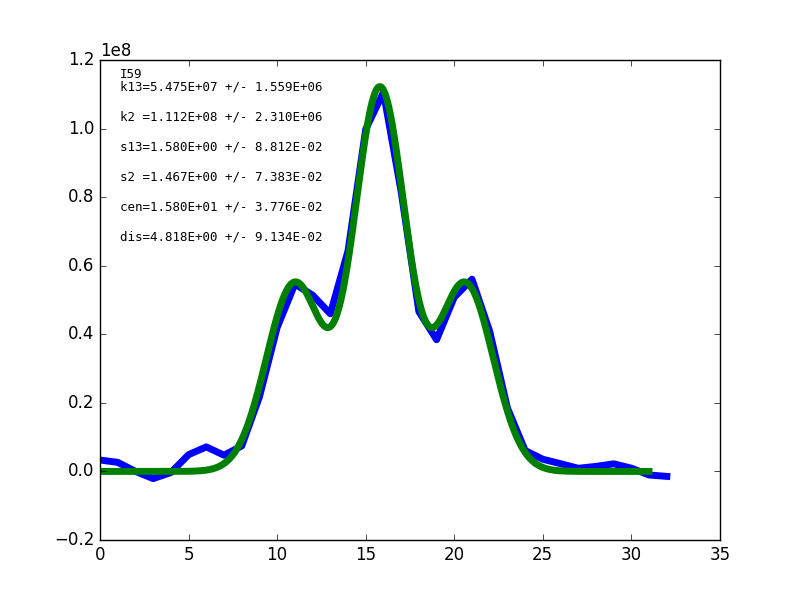 1e8
I59
k13=5.475E+07 +/- 1.559E+06
k2 =1.112E+08 +/- 2.310E+06
s13=1.580E+00 +/- 8.812E-02
s2 =1.467E+00 +/- 7.383E-02
cen=1.580E+01 +/- 3.776E-02
dis=4.818E+00 +/- 9.134E-02
1.2
1.0
0.8
0.6
0.4
0.2
0.0
−0.2
0 5 10 15 20 25 30 35